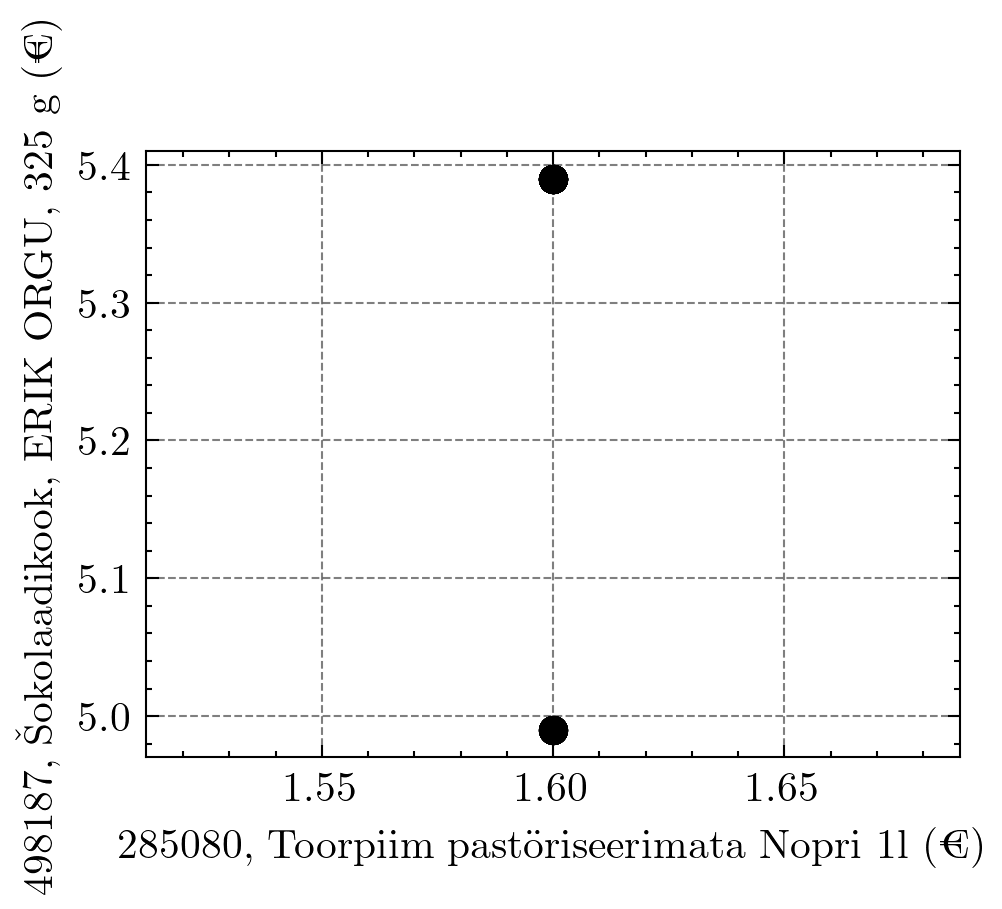 498187, Šokolaadikook, ERIK ORGU, 325 g (€)
5.4
5.3
5.2
5.1
5.0
1.55 1.60 1.65
285080, Toorpiim pastöriseerimata Nopri 1l (€)